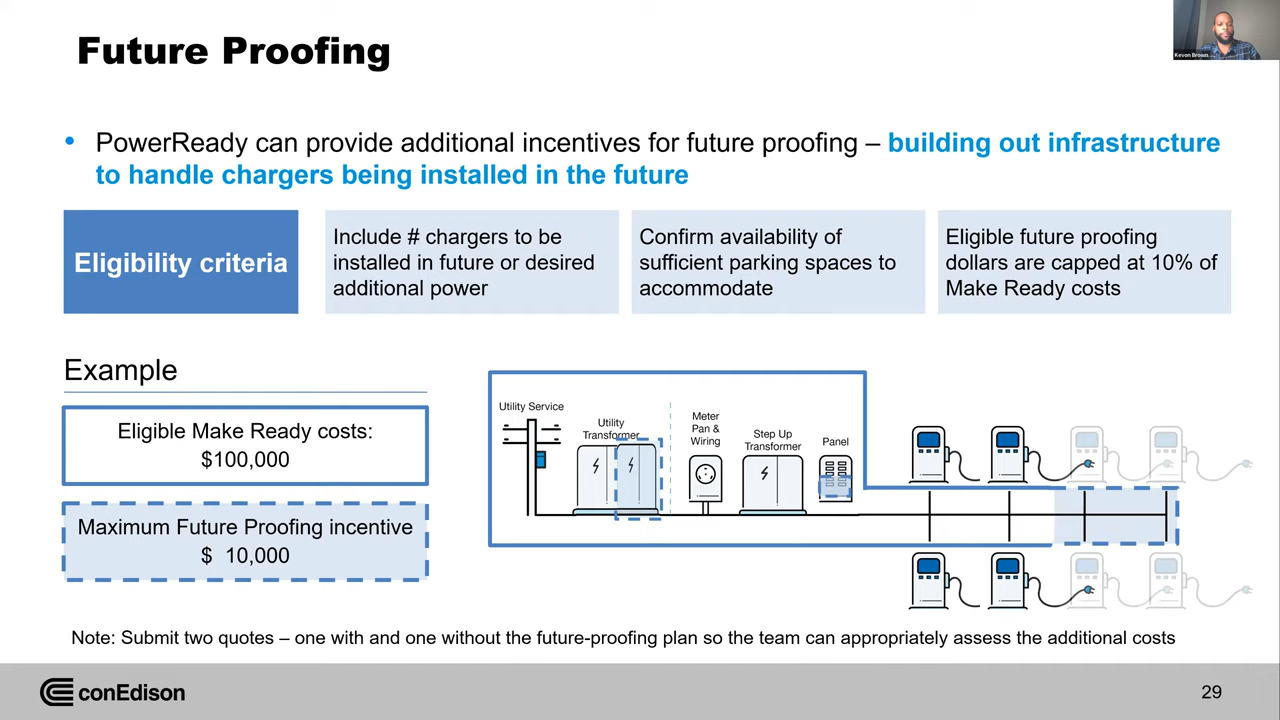 Future Proofing
Kevon Brown
• PowerReady can provide additional incentives for future proofing – building out infrastructure
to handle chargers being installed in the future
Eligibility criteria
Include # chargers to be
installed in future or desired
additional power
Confirm availability of
sufficient parking spaces to
accommodate
Eligible future proofing
dollars are capped at 10% of
Make Ready costs
Example
Eligible Make Ready costs:
$100,000
Maximum Future Proofing incentive
$ 10,000
Utility Service
Utility
Transformer
Meter
Pan &
Wiring
Step Up
Transformer
Panel
Note: Submit two quotes – one with and one without the future-proofing plan so the team can appropriately assess the additional costs
conEdison
29